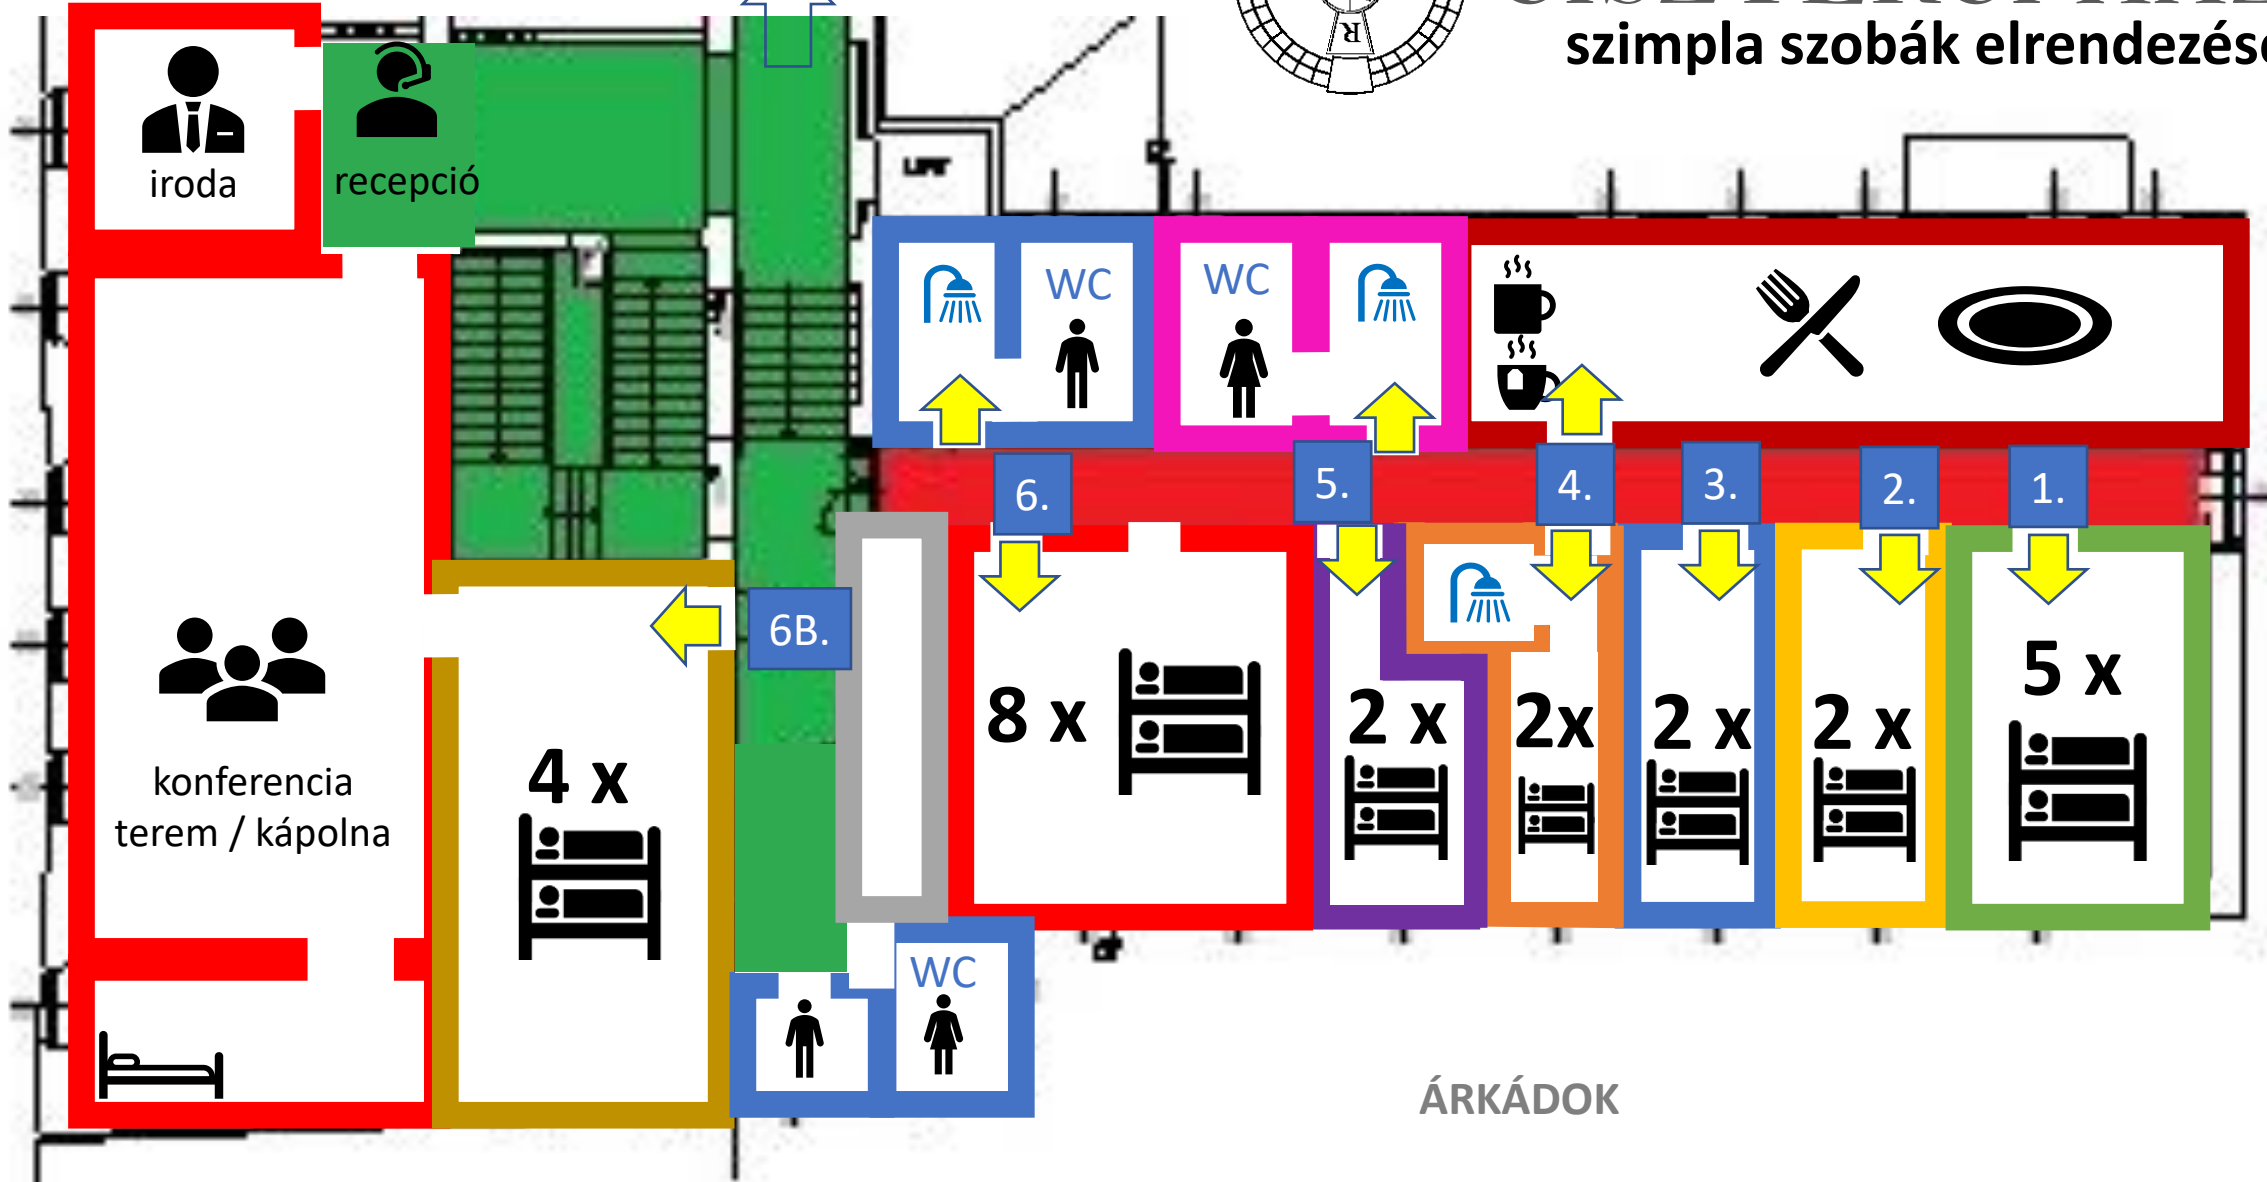 szimpla szobák elrendezése
R
iroda
recepció
LIFT
WC
WC
6.
5.
4.
3.
2.
1.
6B.
8 x
2 x
2x
2 x
2 x
5 x
4 x
konferencia
terem / kápolna
WC
ÁRKÁDOK